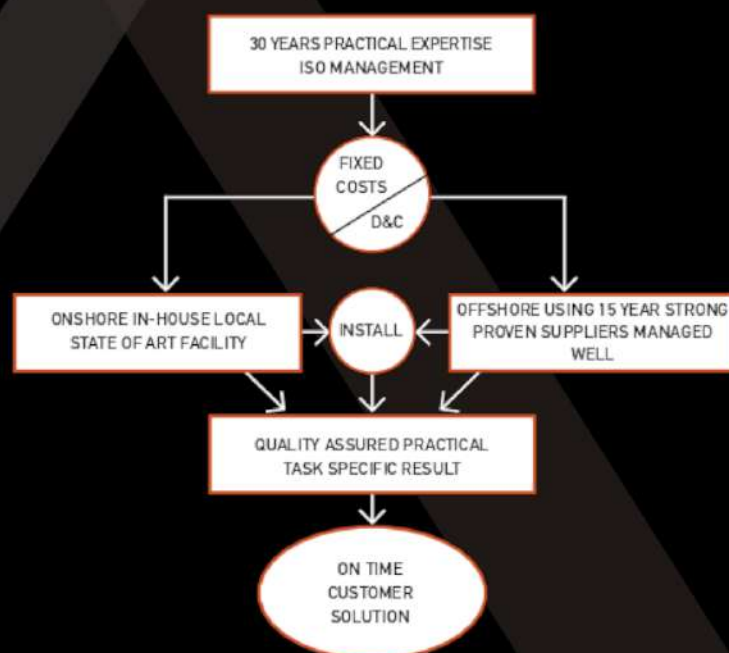 30 YEARS PRACTICAL EXPERTISE
ISO MANAGEMENT
FIXED
COSTS
D&C
ONSHORE IN-HOUSE LOCAL
STATE OF ART FACILITY
INSTALL
OFFSHORE USING 15 YEAR STRONG
PROVEN SUPPLIERS MANAGED
WELL
QUALITY ASSURED PRACTICAL
TASK SPECIFIC RESULT
ON TIME
CUSTOMER
SOLUTION